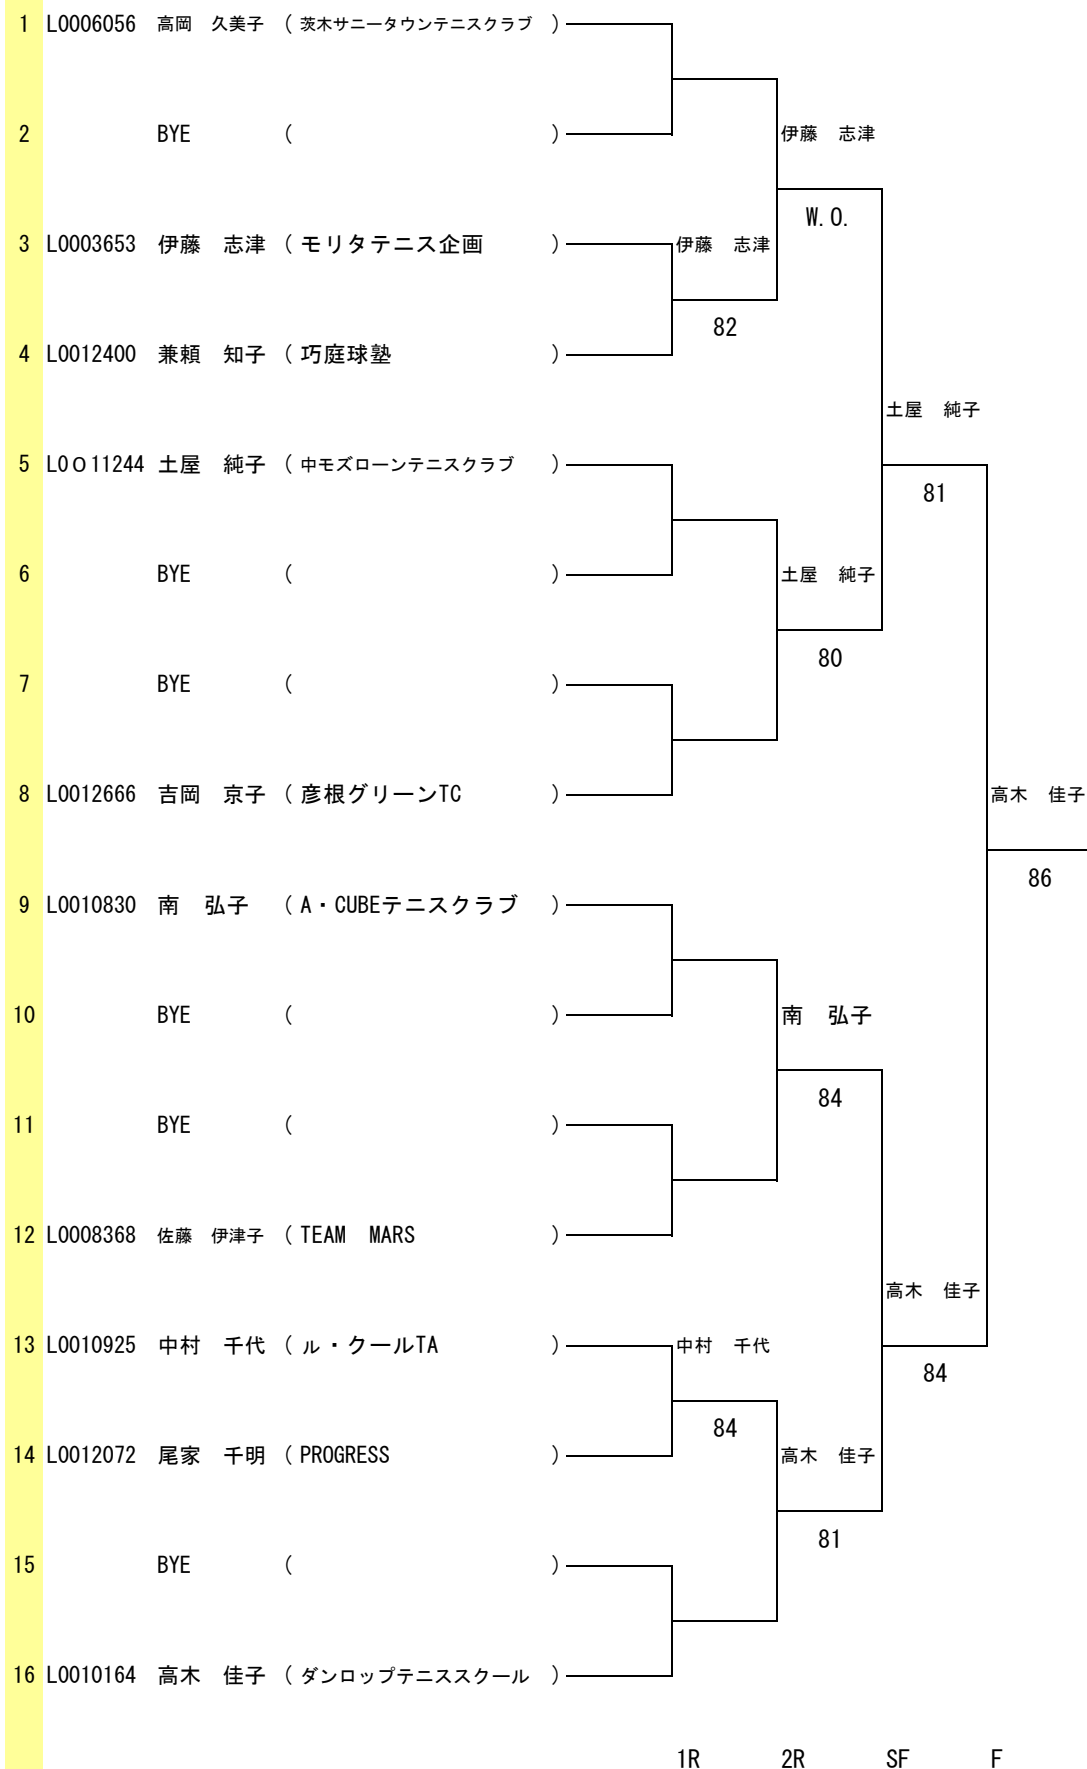 1 L0006056 高岡　久美子 ( 茨木サニータウンテニスクラブ )
2 BYE ( ) 伊藤　志津
W.O.
3 L0003653 伊藤　志津 ( モリタテニス企画 ) 伊藤　志津
82
4 L0012400 兼頼　知子 ( 巧庭球塾 )
土屋　純子
5 L0０11244 土屋　純子 ( 中モズローンテニスクラブ )
81
6 BYE ( ) 土屋　純子
80
7 BYE ( )
8 L0012666 吉岡　京子 ( 彦根グリーンTC ) 高木　佳子
86
9 L0010830 南　弘子 ( A・CUBEテニスクラブ )
10 BYE ( ) 南　弘子
84
11 BYE ( )
12 L0008368 佐藤　伊津子 ( TEAM　MARS )
高木　佳子
13 L0010925 中村　千代 ( ル・クールTA ) 中村　千代
84
84
14 L0012072 尾家　千明 ( PROGRESS ) 高木　佳子
81
15 BYE ( )
16 L0010164 高木　佳子 ( ダンロップテニススクール )
1R 2R SF F